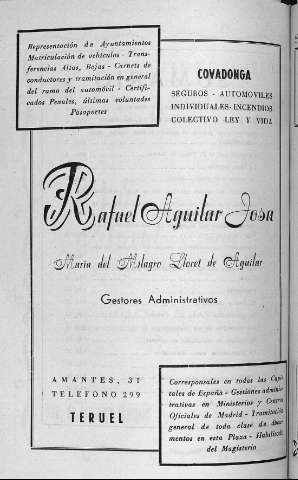 Representación de Ayuntamientos
Matriculación de vehículos - Trans-
ferencias Altas, Bajas - Carnets de
conductores y tramitación en general
del ramo del automóvil - Certifi-
cados Penales, últimas voluntades
Pasaportes
COVADONGA
SEGUROS - AUTOMOVILES
INDIVIDUALES - INCENDIOS
COLECTIVO LEY Y VIDA
Rafael Aguilar Josa
María del Milagro Lloret de Aguilar
Gestores Administrativos
AMANTES, 31
TELEFONO 299
TERUEL
Corresponsales en todas las Capi-
tales de España - Gestiones adminis-
trativas en Ministerios y Centros
Oficiales de Madrid - Tramitación
general de toda clase de docu-
mentos en esta Plaza - Habilitado
del Magisterio